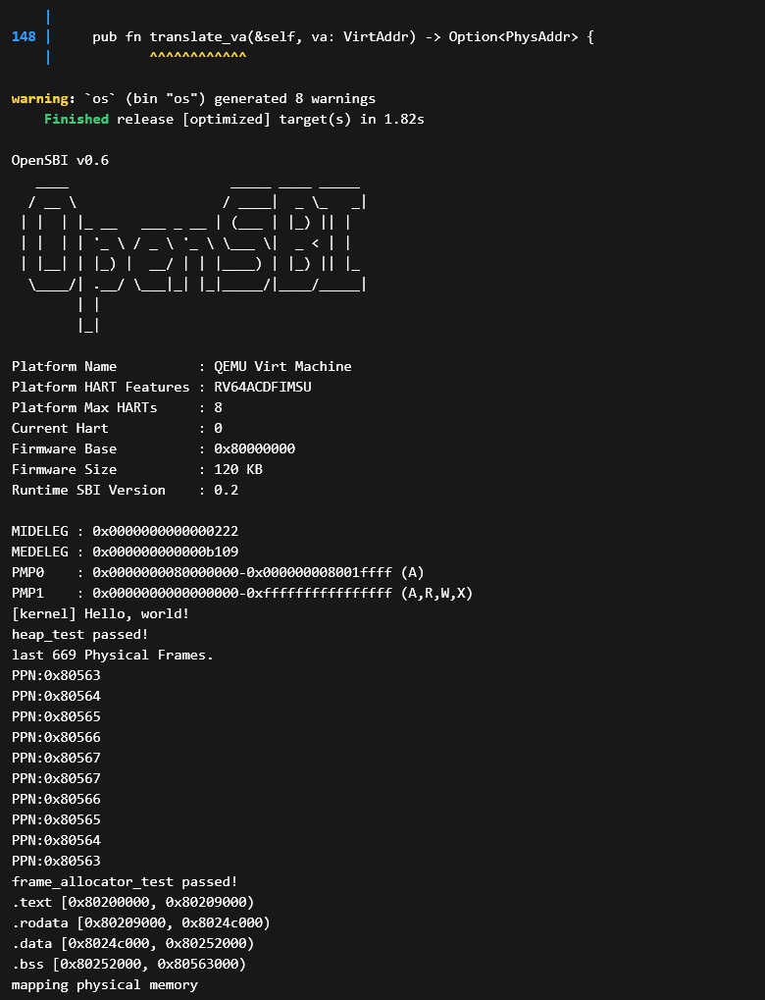 |
148 |     pub fn translate_va(&self, va: VirtAddr) -> Option<PhysAddr> {
    |            ^^^^^^^^^^^^

warning: `os` (bin "os") generated 8 warnings
    Finished release [optimized] target(s) in 1.82s

OpenSBI v0.6
   ____                    _____ ____ _____
  / __ \                  / ____|  _ \_   _|
 | |  | |_ __   ___ _ __ | (___ | |_) || |
 | |  | | '_ \ / _ \ '_ \ \___ \|  _ < | |
 | |__| | |_) |  __/ | | |____) | |_) || |_
  \____/| .__/ \___|_| |_|_____/|____/_____|
        | |
        |_|

Platform Name          : QEMU Virt Machine
Platform HART Features : RV64ACDFIMSU
Platform Max HARTs     : 8
Current Hart           : 0
Firmware Base          : 0x80000000
Firmware Size          : 120 KB
Runtime SBI Version    : 0.2

MIDELEG : 0x0000000000000222
MEDELEG : 0x000000000000b109
PMP0    : 0x0000000080000000-0x000000008001ffff (A)
PMP1    : 0x0000000000000000-0xffffffffffffffff (A,R,W,X)
[kernel] Hello, world!
heap_test passed!
last 669 Physical Frames.
PPN:0x80563
PPN:0x80564
PPN:0x80565
PPN:0x80566
PPN:0x80567
PPN:0x80567
PPN:0x80566
PPN:0x80565
PPN:0x80564
PPN:0x80563
frame_allocator_test passed!
.text [0x80200000, 0x80209000)
.rodata [0x80209000, 0x8024c000)
.data [0x8024c000, 0x80252000)
.bss [0x80252000, 0x80563000)
mapping physical memory